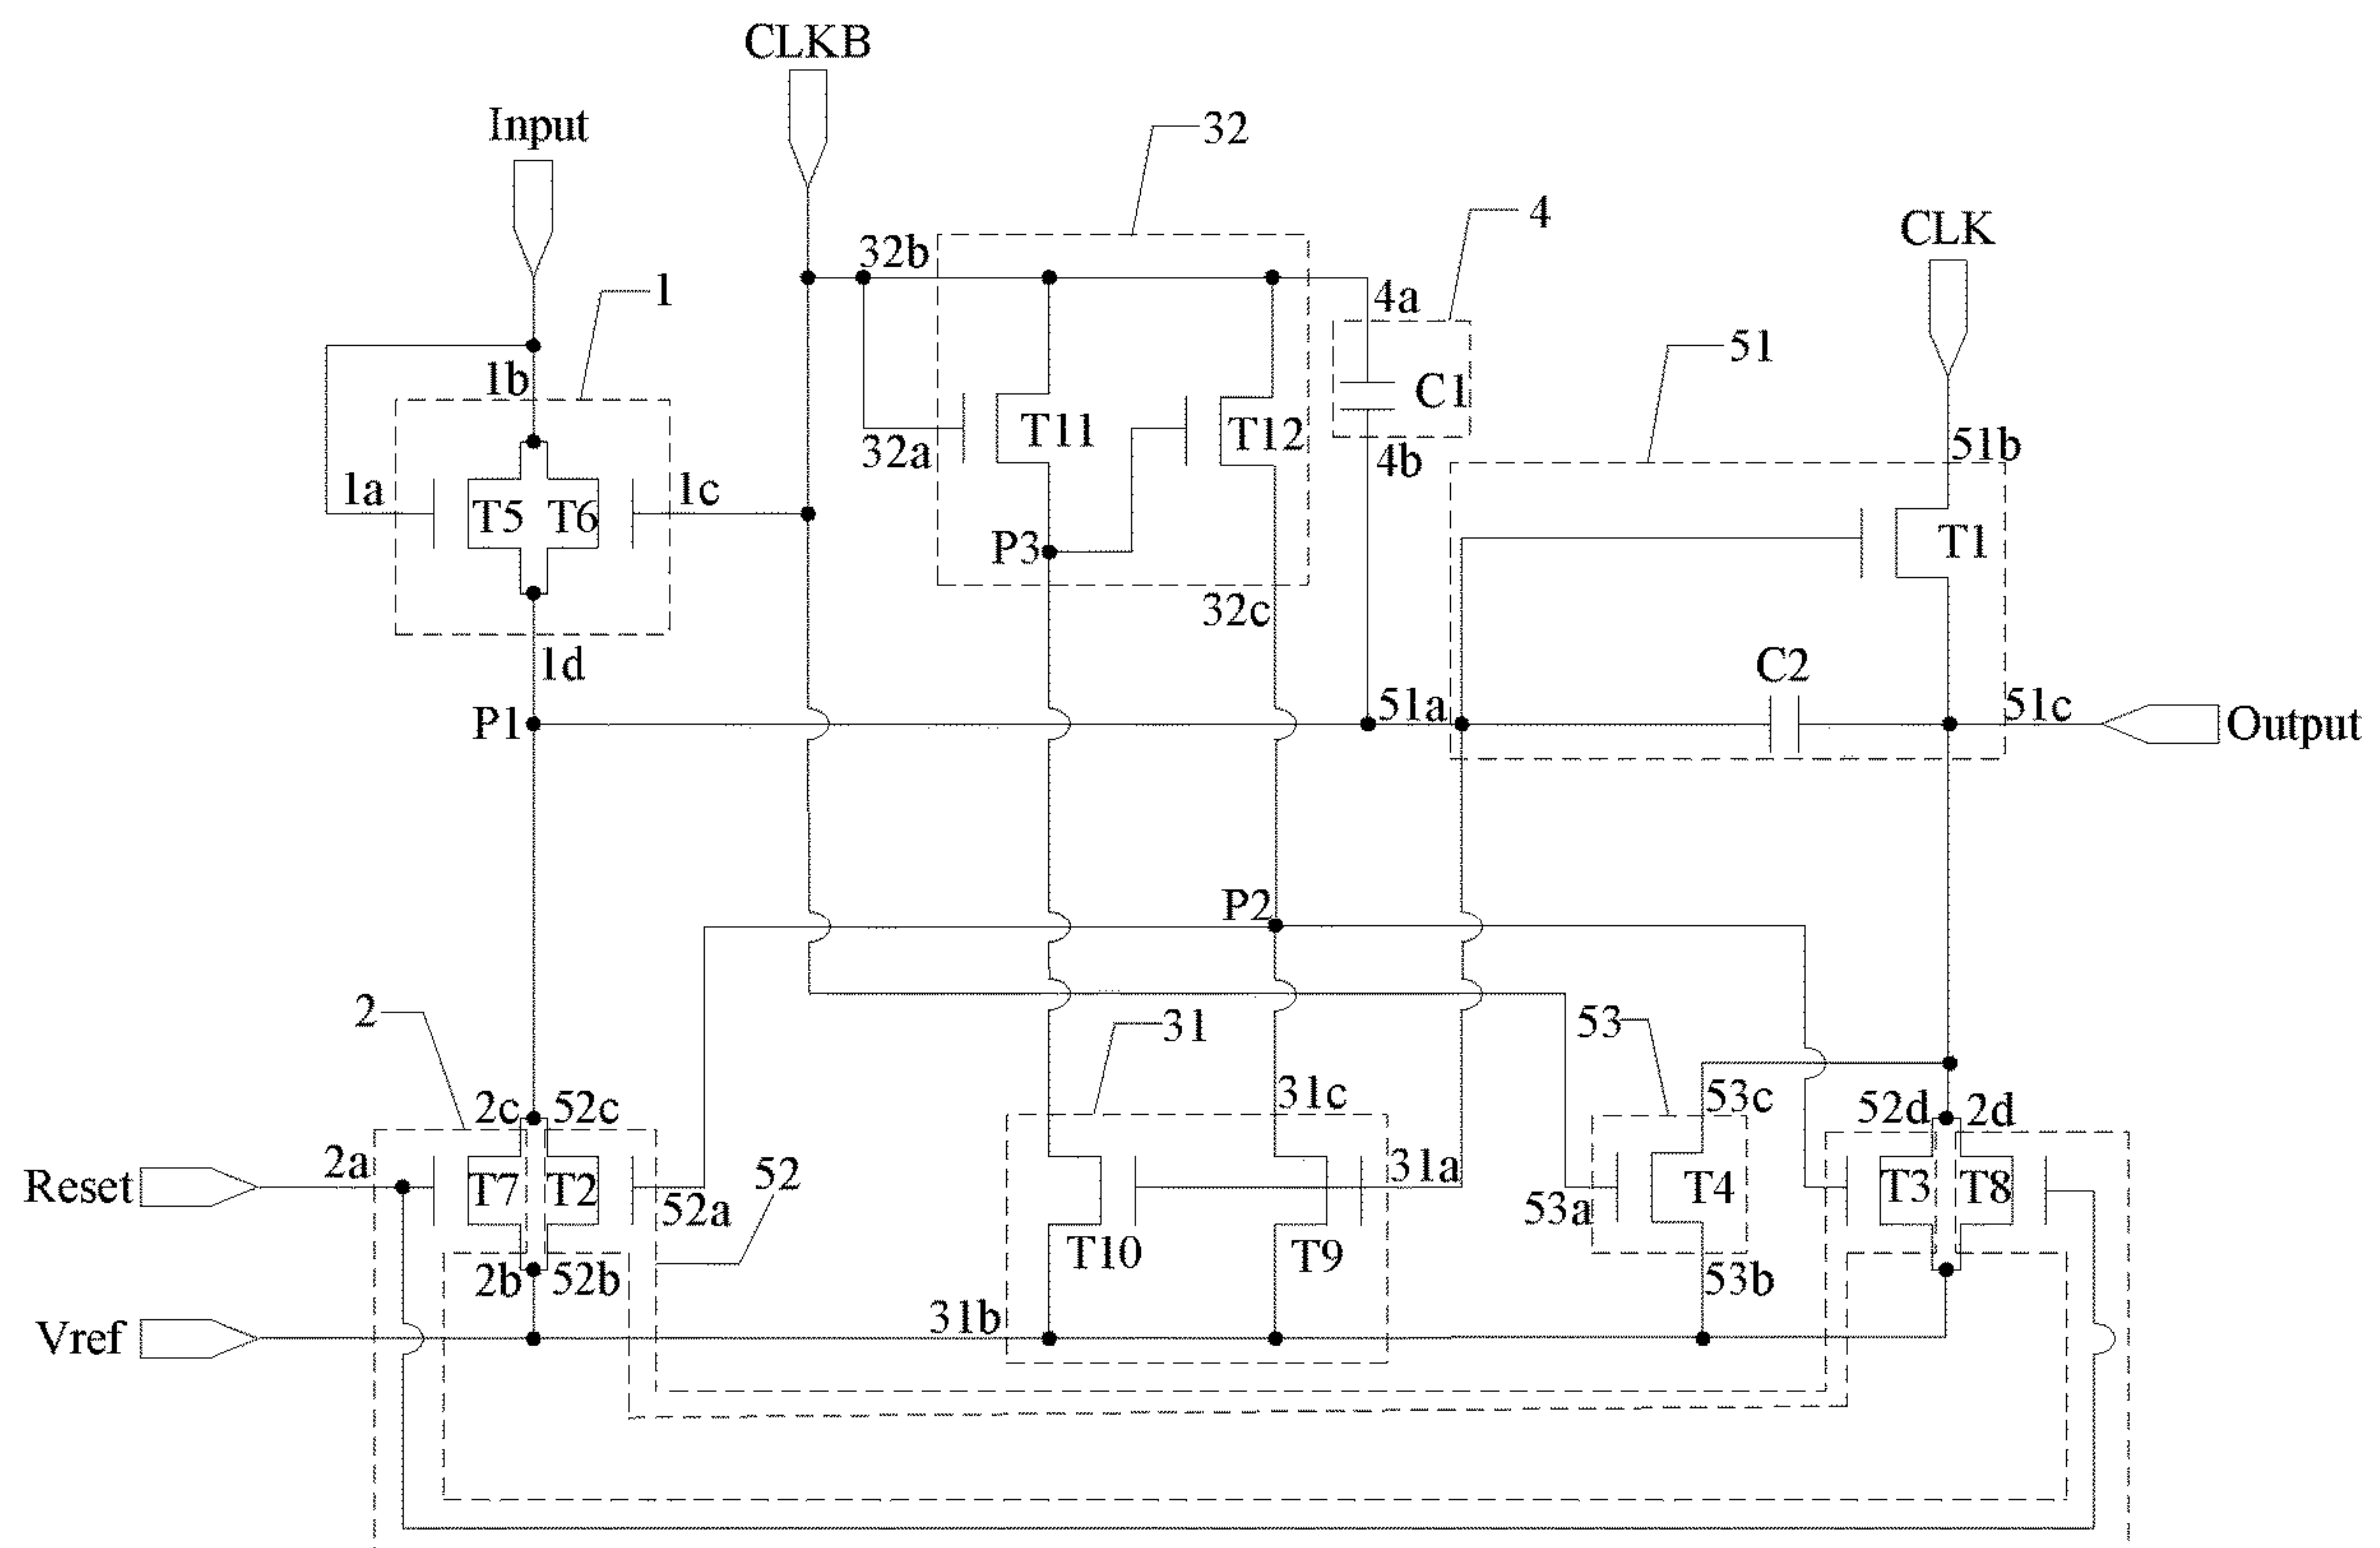 CLKB
Input
32
4
CLK
32b
1
4a
51
1b
C1
T11
T12
32a
4b
51b
1a
T5
T6
1c
T1
P3
32c
1d
C2
P1
51a
51c
Output
P2
2
31
53
2c
52c
31c
53c
52d
2d
2a
Reset
T7
T2
52a
52
31a
53a
T4
T3
T8
T10
T9
2b
52b
53b
31b
Vref